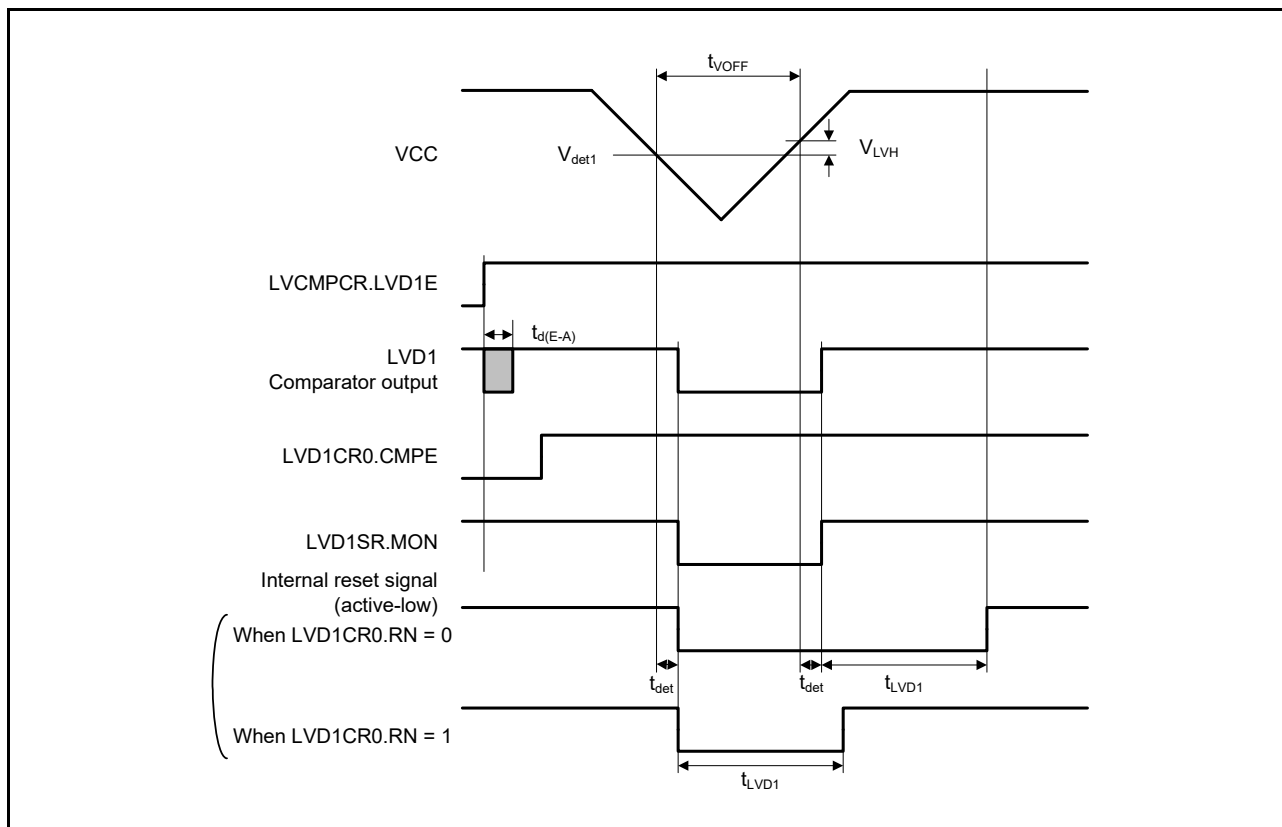 tVOFF
VCC
Vdet1
VLVH
LVCMPCR.LVD1E
td(E-A)
LVD1
Comparator output
LVD1CR0.CMPE
LVD1SR.MON
Internal reset signal
(active-low)
When LVD1CR0.RN = 0
tdet
tdet
tLVD1
When LVD1CR0.RN = 1
tLVD1